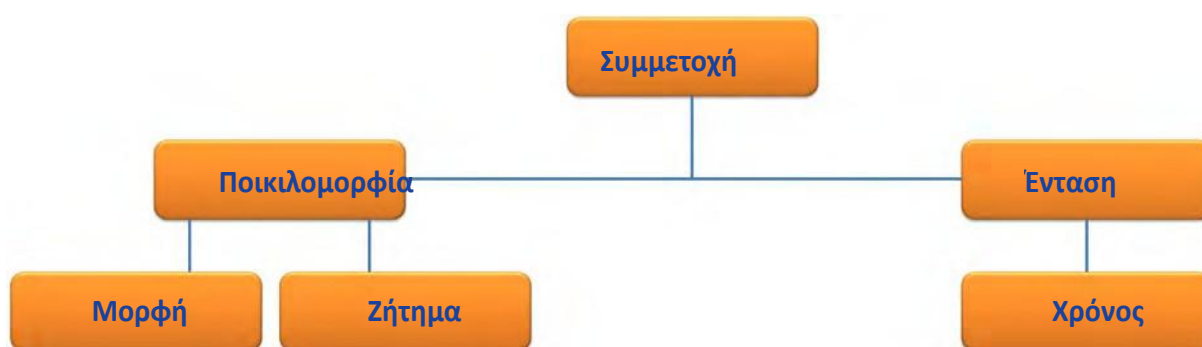 Συμμετοχή
Ποικιλομορφία
Ένταση
Μορφή
Ζήτημα
Χρόνος